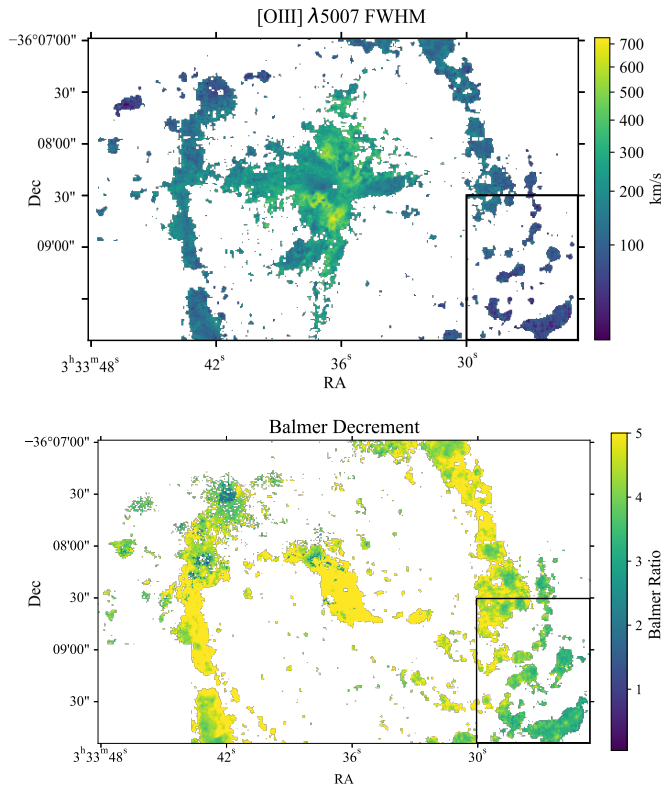 [OIII] λ5007 FWHM
−36°07'00"
30"
08'00"
30"
09'00"
Dec
3ʰ33ᵐ48ˢ
42ˢ
36ˢ
30ˢ
RA
700
600
500
400
300
200
100
km/s
Balmer Decrement
−36°07'00"
30"
08'00"
30"
09'00"
30"
Dec
3ʰ33ᵐ48ˢ
42ˢ
36ˢ
30ˢ
RA
5
4
3
2
1
Balmer Ratio